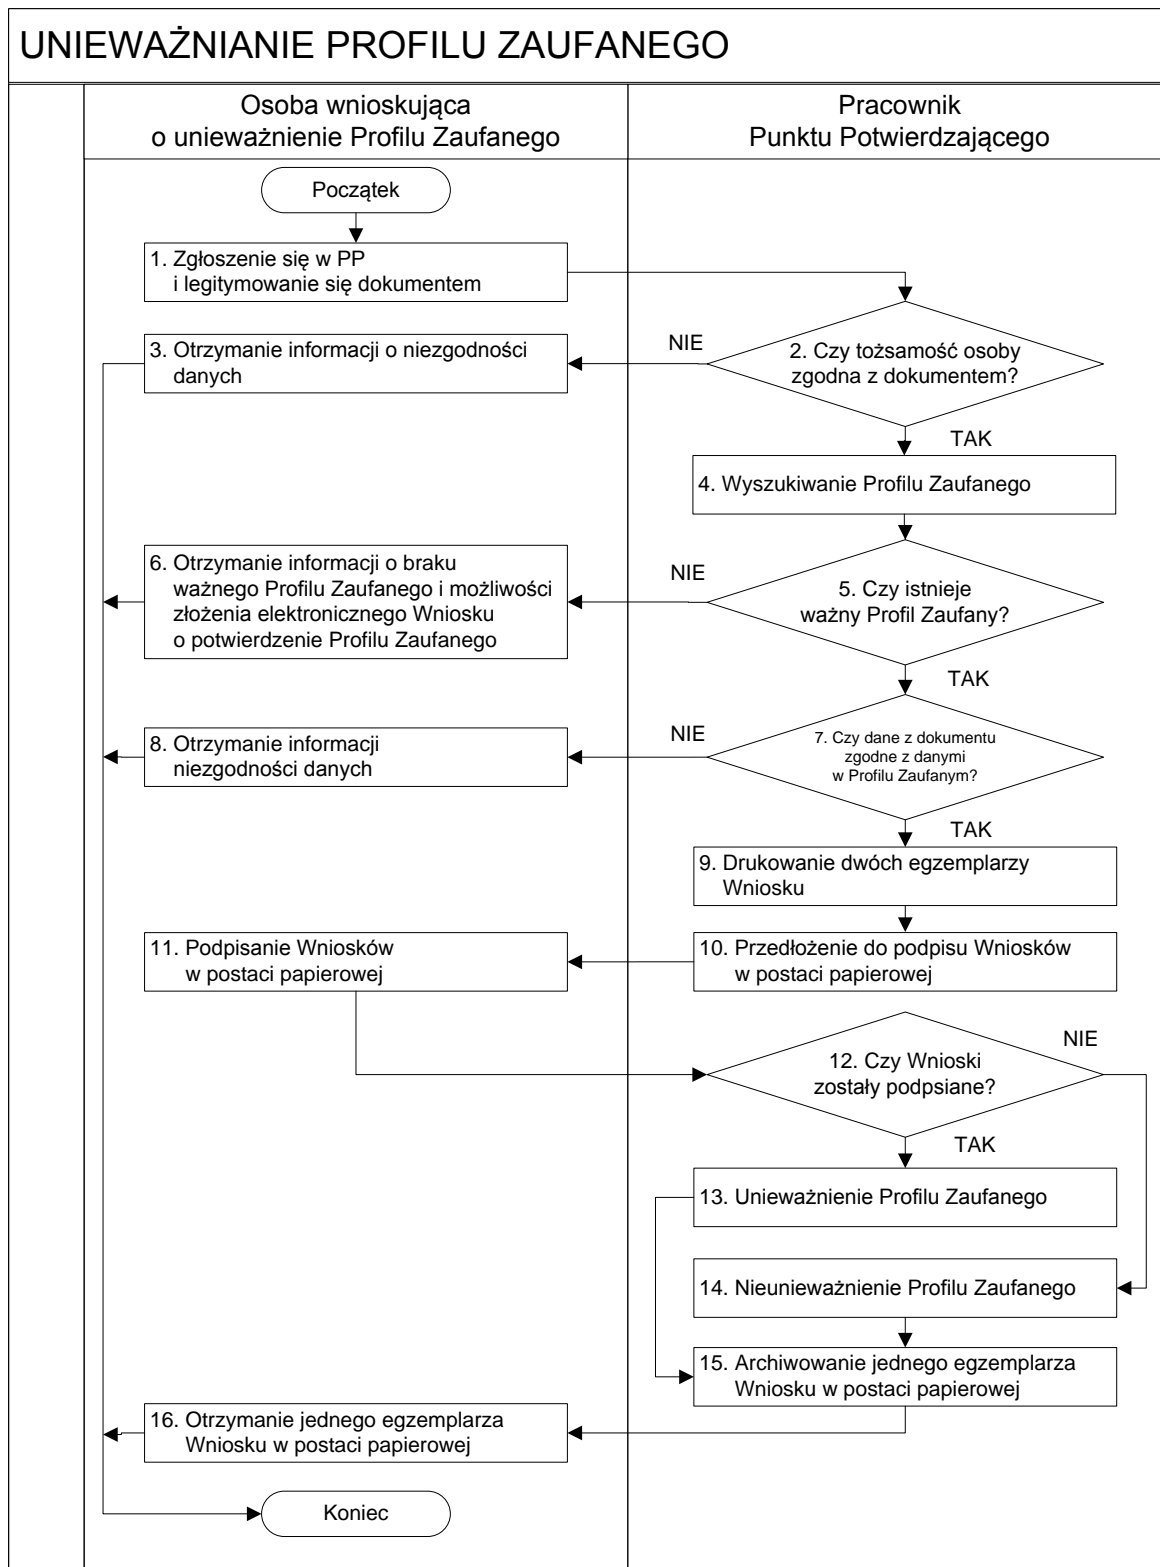 UNIEWAŻNIANIE PROFILU ZAUFANEGO
Osoba wnioskująca
o unieważnienie Profilu Zaufanego
Pracownik
Punktu Potwierdzającego
Początek
1. Zgłoszenie się w PP
i legitymowanie się dokumentem
NIE
2. Czy tożsamość osoby
zgodna z dokumentem?
3. Otrzymanie informacji o niezgodności
danych
TAK
4. Wyszukiwanie Profilu Zaufanego
NIE
5. Czy istnieje
ważny Profil Zaufany?
6. Otrzymanie informacji o braku
ważnego Profilu Zaufanego i możliwości
złożenia elektronicznego Wniosku
o potwierdzenie Profilu Zaufanego
TAK
NIE
7. Czy dane z dokumentu
zgodne z danymi
w Profilu Zaufanym?
8. Otrzymanie informacji
niezgodności danych
TAK
9. Drukowanie dwóch egzemplarzy
Wniosku
10. Przedłożenie do podpisu Wniosków
w postaci papierowej
11. Podpisanie Wniosków
w postaci papierowej
NIE
12. Czy Wnioski
zostały podpsiane?
TAK
13. Unieważnienie Profilu Zaufanego
14. Nieunieważnienie Profilu Zaufanego
15. Archiwowanie jednego egzemplarza
Wniosku w postaci papierowej
16. Otrzymanie jednego egzemplarza
Wniosku w postaci papierowej
Koniec